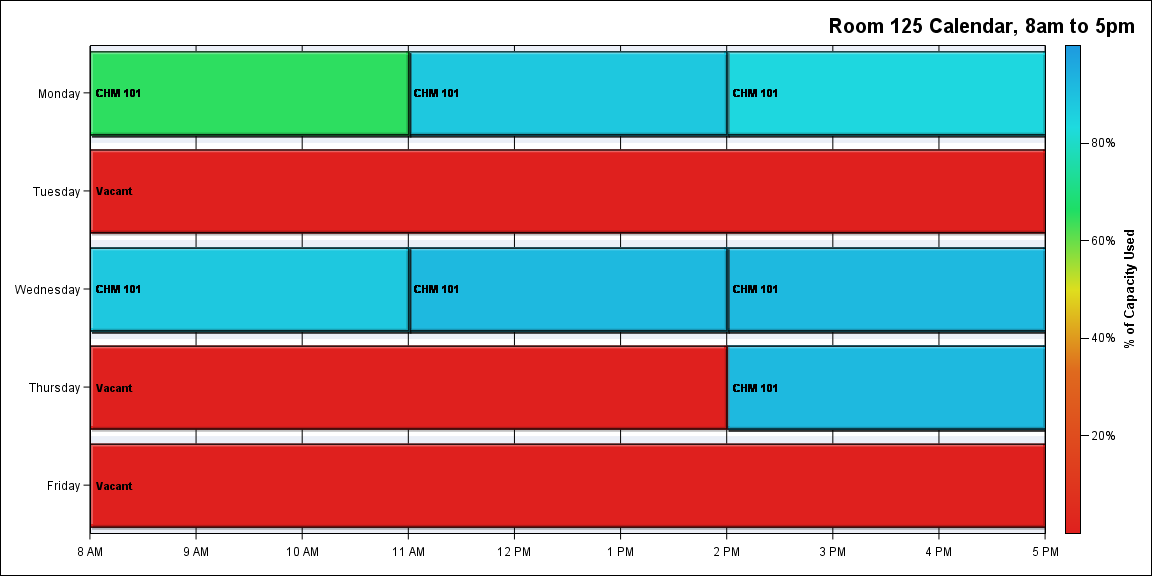 Room 125 Calendar, 8am to 5pm
Monday
CHM 101
CHM 101
CHM 101
Tuesday
Vacant
Wednesday
CHM 101
CHM 101
CHM 101
Thursday
Vacant
CHM 101
Friday
Vacant
8 AM
9 AM
10 AM
11 AM
12 PM
1 PM
2 PM
3 PM
4 PM
5 PM
80%
60%
40%
20%
% of Capacity Used